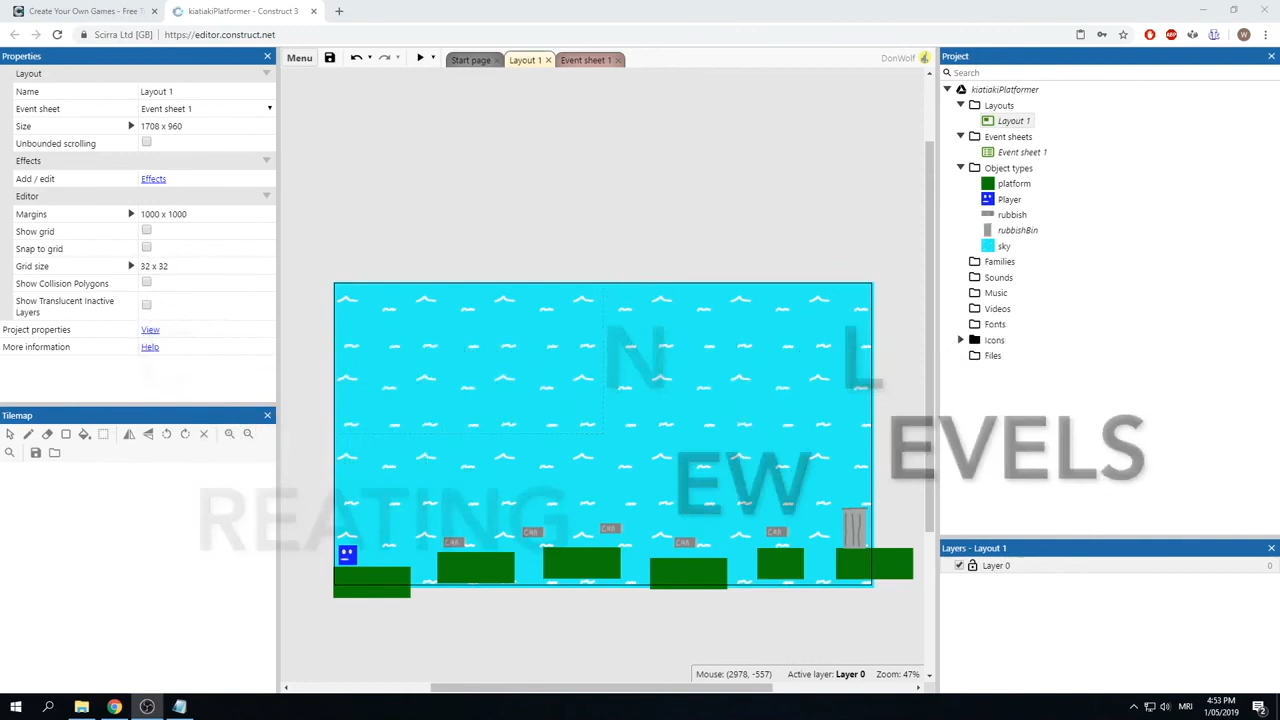 Create Your Own Games - Free T
kiatiakiPlatformer - Construct 3
Scirra Ltd [GB] | https://editor.construct.net
ABP
W
Properties
Menu
Start page
Layout 1
Event sheet 1
DonWolf
Project
Layout
Name
Layout 1
Event sheet
Event sheet 1
Size
1708 x 960
Unbounded scrolling
Effects
Add / edit
Effects
Editor
Margins
1000 x 1000
Show grid
Snap to grid
Grid size
32 x 32
Show Collision Polygons
Show Translucent Inactive
Layers
Project properties
View
More information
Help
Tilemap
N L
EVELS
EW
REATING
Search
kiatiakiPlatformer
Layouts
Layout 1
Event sheets
Event sheet 1
Object types
platform
Player
rubbish
rubbishBin
sky
Families
Sounds
Music
Videos
Fonts
Icons
Files
Layers - Layout 1
Layer 0
0
Mouse: (2978, -557)
Active layer: Layer 0
Zoom: 47%
MRI
4:53 PM
1/05/2019
2